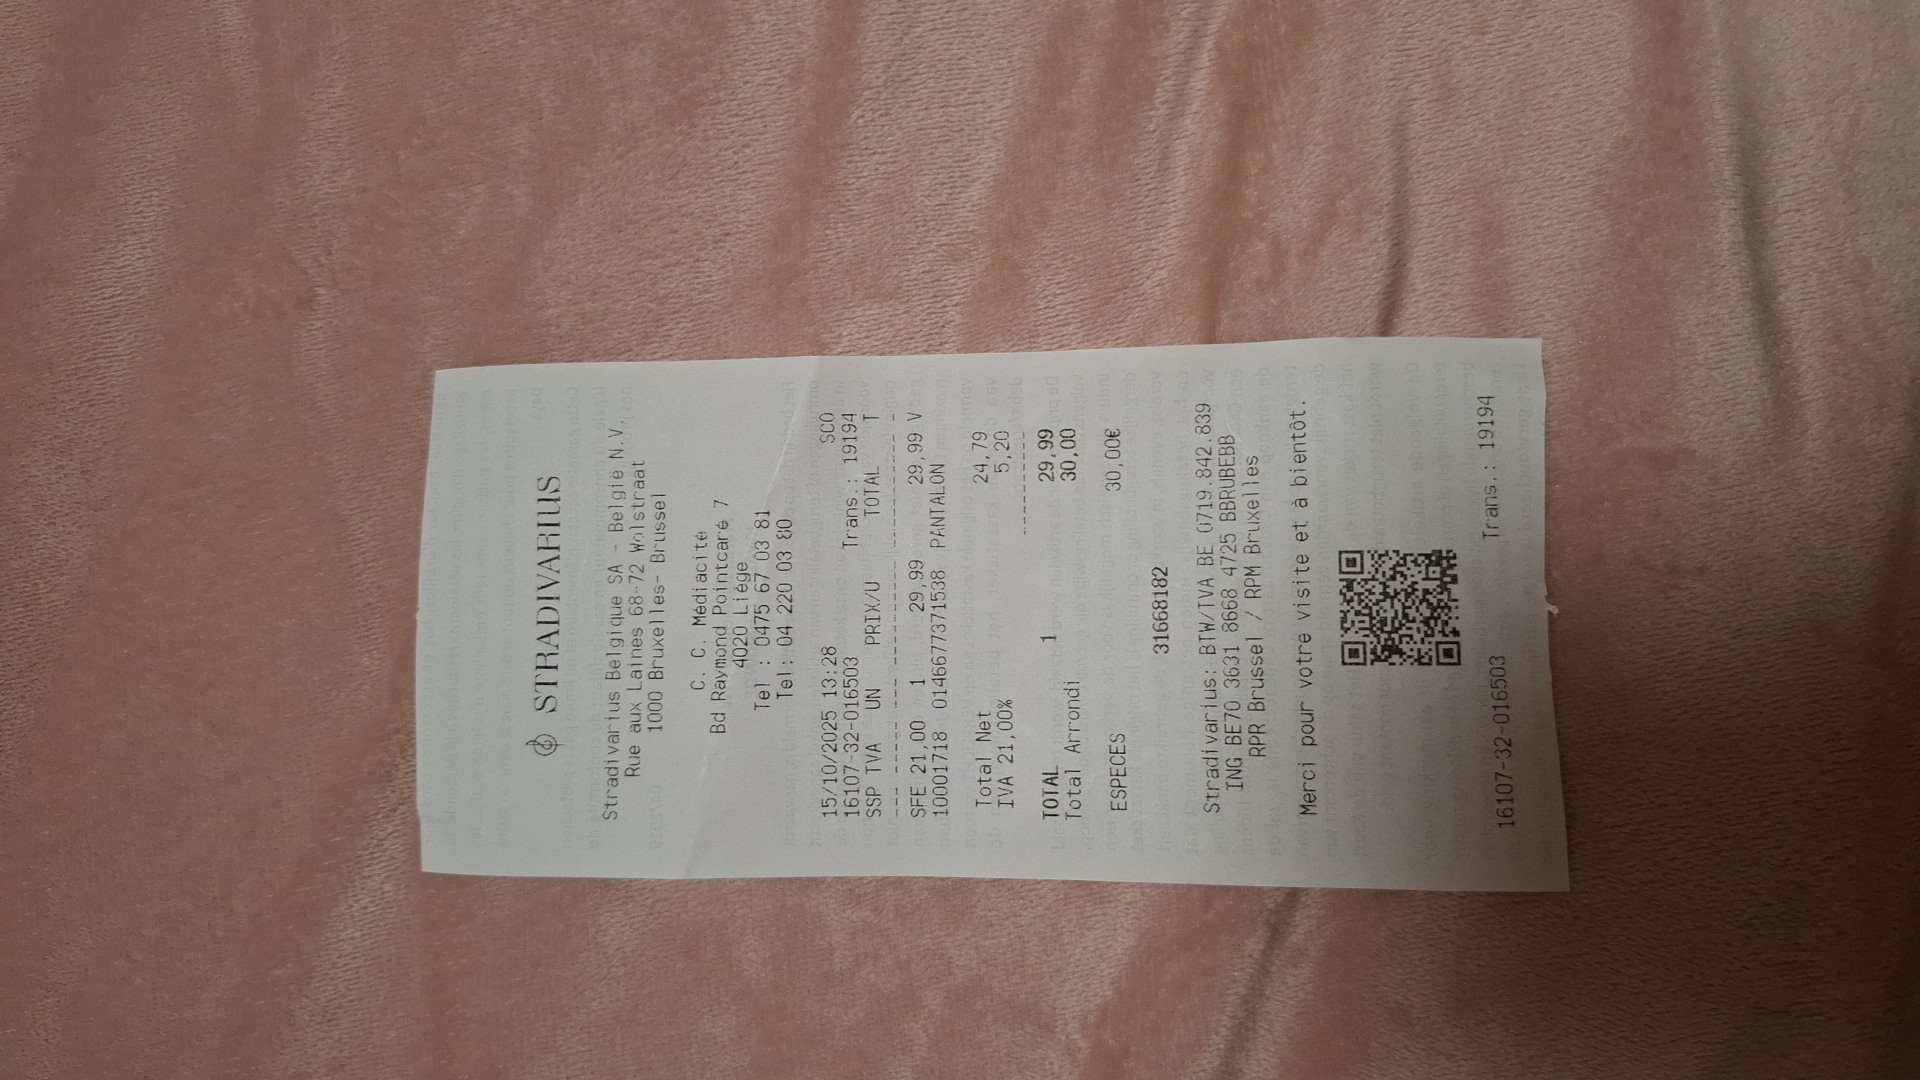 STRADIVARIUS
Stradivarius Belgique SA - België N.V.
Rue aux Laines 68-72 Wolstraat
1000 Bruxelles- Brussel
C. C. Médiacité
Bd Raymond Pointcaré 7
4020 Liège
Tel : 0475 67 03 81
Tel: 04 220 03 80
15/10/2025 13:28 SCO
16107-32-016503 Trans.: 19194
SSP TVA UN PRIX/U TOTAL T
SFE 21,00 1 29,99 29,99 V
10001718 0146677371538 PANTALON
Total Net 24,79
IVA 21,00% 5,20
TOTAL 1 29,99
Total Arrondi 30,00
ESPECES 30,00€
31668182
Stradivarius: BTW/TVA BE 0719.842.839
ING BE70 3631 8668 4725 BBRUBEBB
RPR Brussel / RPM Bruxelles
Merci pour votre visite et à bientôt.
16107-32-016503 Trans.: 19194